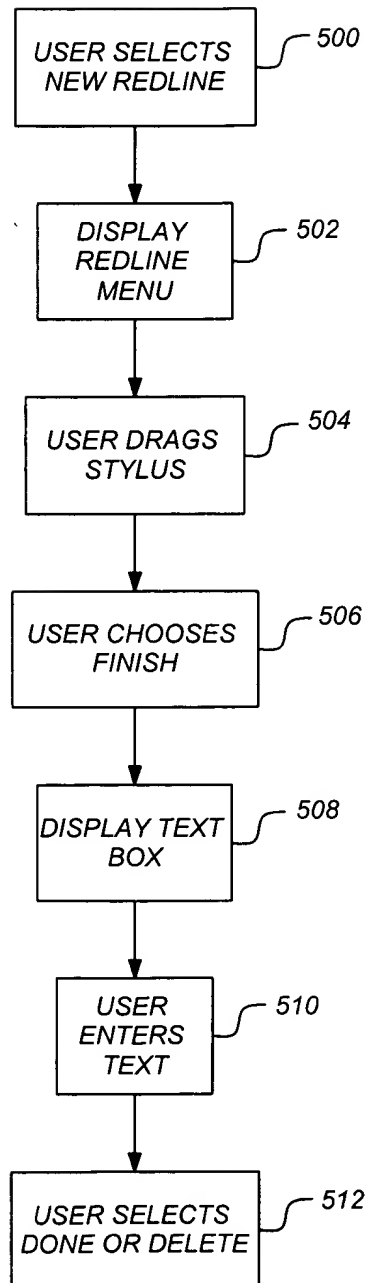 USER SELECTS
NEW REDLINE
500
DISPLAY
REDLINE
MENU
502
USER DRAGS
STYLUS
504
USER CHOOSES
FINISH
506
DISPLAY TEXT
BOX
508
USER
ENTERS
TEXT
510
USER SELECTS
DONE OR DELETE
512